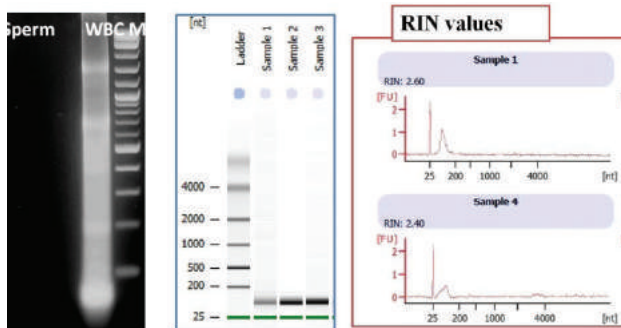 Sperm WBC M
[nt]
Ladder
Sample 1
Sample 2
Sample 3
4000
2000
1000
500
200
25
RIN values
Sample 1
RIN: 2.60
[FU]
2
1
0
25 200 1000 4000 [nt]
Sample 4
RIN: 2.40
[FU]
2
1
0
25 200 1000 4000 [nt]